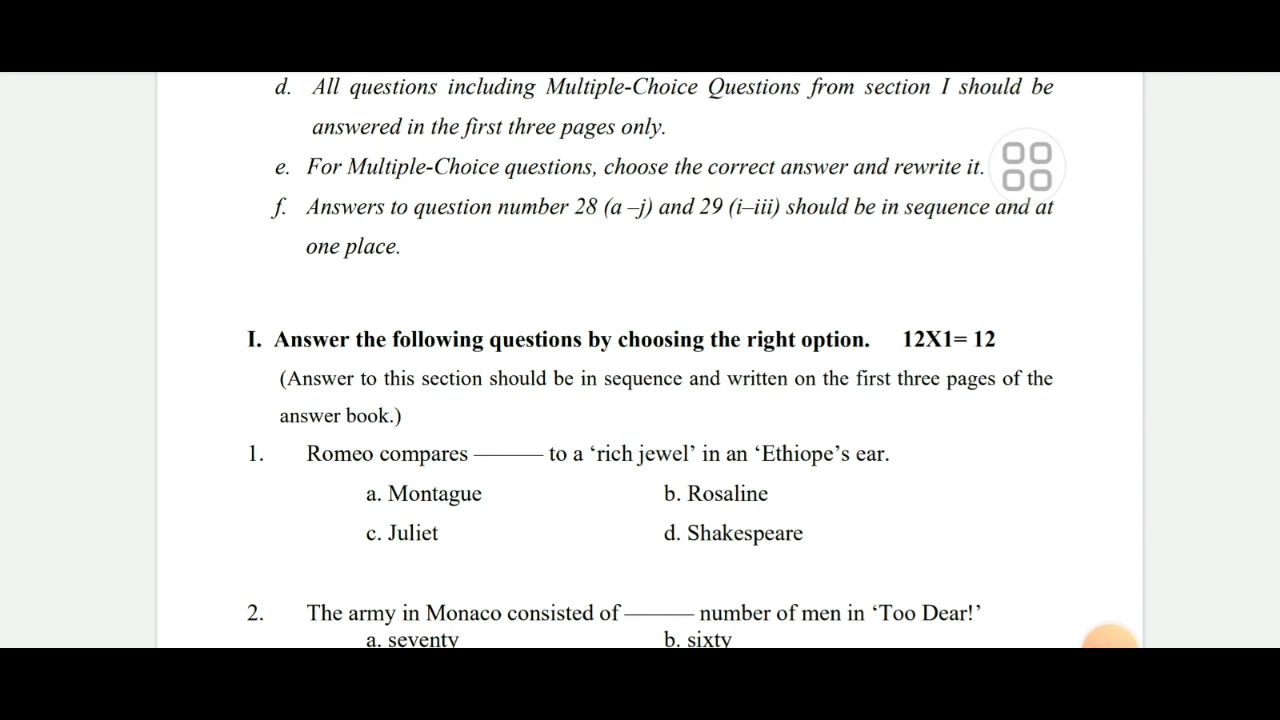 d. All questions including Multiple-Choice Questions from section I should be
answered in the first three pages only.
e. For Multiple-Choice questions, choose the correct answer and rewrite it.
f. Answers to question number 28 (a –j) and 29 (i–iii) should be in sequence and at
one place.
I. Answer the following questions by choosing the right option. 12X1= 12
(Answer to this section should be in sequence and written on the first three pages of the
answer book.)
1. Romeo compares ——— to a ‘rich jewel’ in an ‘Ethiope’s ear.
a. Montague b. Rosaline
c. Juliet d. Shakespeare
2. The army in Monaco consisted of ——— number of men in ‘Too Dear!’
a. seventy b. sixty